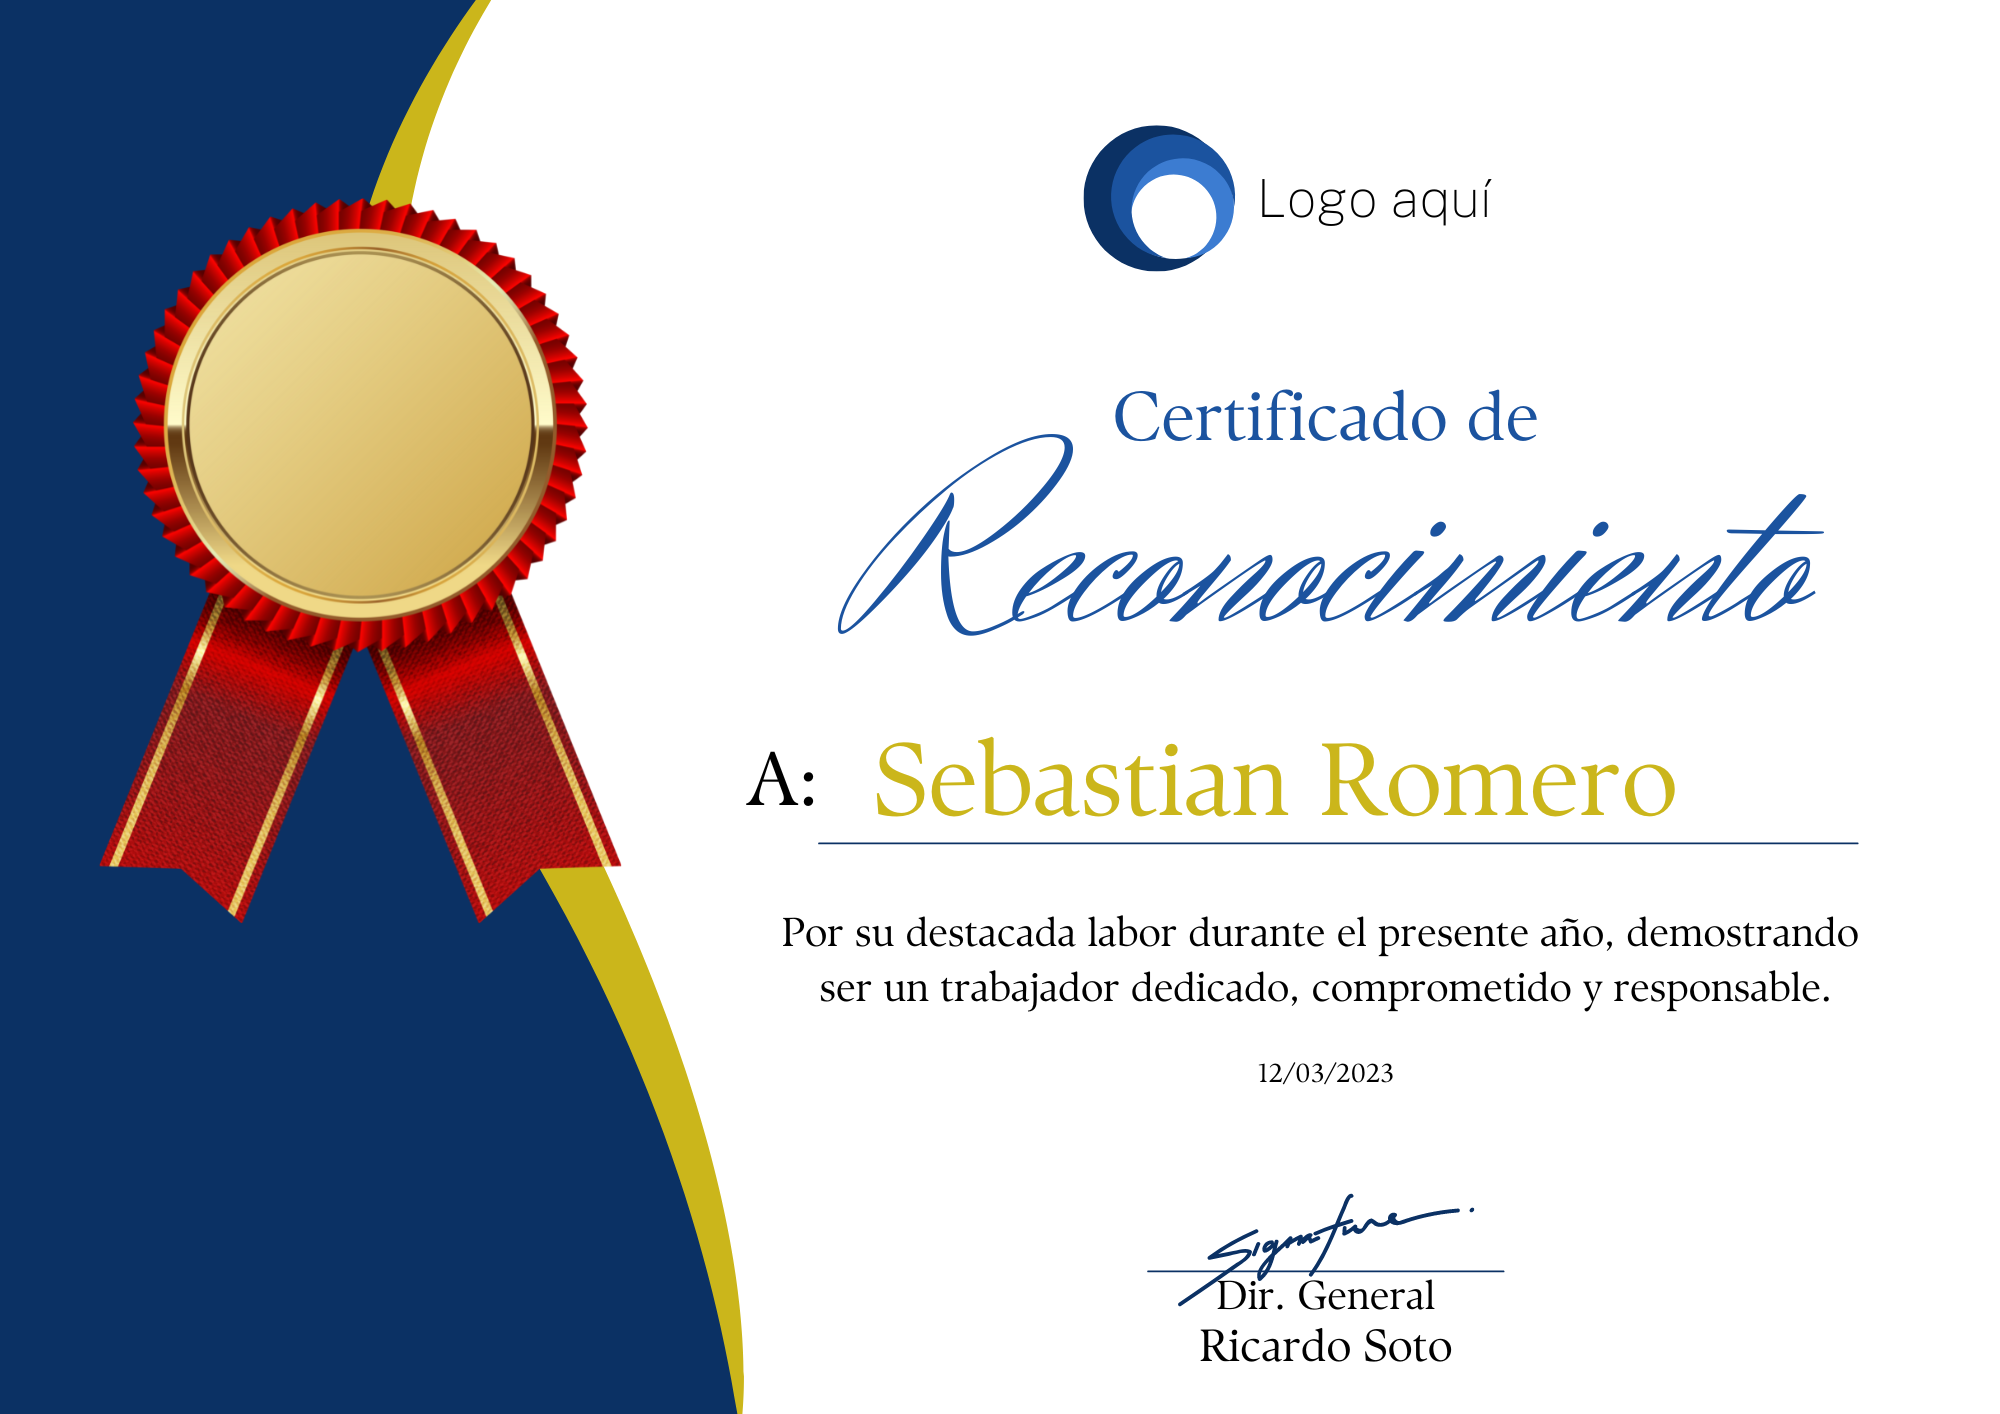 Logo aquí
Certificado de
Reconocimiento
A: Sebastian Romero
Por su destacada labor durante el presente año, demostrando
ser un trabajador dedicado, comprometido y responsable.
12/03/2023
Signature
Dir. General
Ricardo Soto